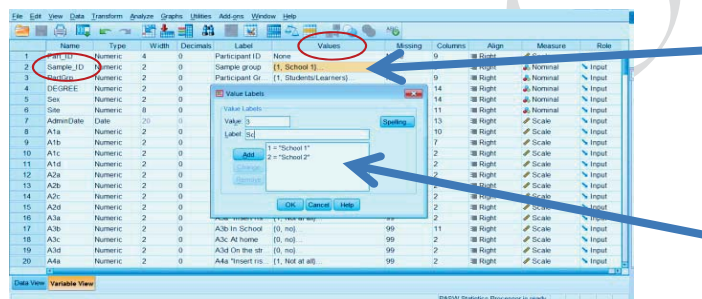 File Edit View Data Transform Analyze Graphs Utilities Add-ons Window Help
Name Type Width Decimals Label Values Missing Columns Align Measure Role
1 Part_ID Numeric 4 0 Participant ID None 9 Right Scale Input
2 Sample_ID Numeric 2 0 Sample group {1, School 1}... Right Nominal Input
3 PartGrp Numeric 2 0 Participant Gr... {1, Students/Learners}... 9 Right Nominal Input
4 DEGREE Numeric 2 0 14 Right Nominal Input
5 Sex Numeric 2 0 14 Right Nominal Input
6 Site Numeric 8 0 11 Right Nominal Input
7 AdminDate Date 20 0 13 Right Scale Input
8 A1a Numeric 2 0 10 Right Scale Input
9 A1b Numeric 2 0 7 Right Scale Input
10 A1c Numeric 2 0 2 Right Scale Input
11 A1d Numeric 2 0 2 Right Scale Input
12 A2a Numeric 2 0 2 Right Scale Input
13 A2b Numeric 2 0 2 Right Scale Input
14 A2c Numeric 2 0 Right Scale Input
15 A2d Numeric 2 0 2 Right Scale Input
16 A3a Numeric 2 0 A3a "Insert ris... {1, Not at all}... 99 2 Right Scale Input
17 A3b Numeric 2 0 A3b In School {0, no}... 99 11 Right Scale Input
18 A3c Numeric 2 0 A3c At home {0, no}... 99 2 Right Scale Input
19 A3d Numeric 2 0 A3d On the str... {0, no}... 99 2 Right Scale Input
20 A4a Numeric 2 0 A4a "Insert ris... {1, Not at all}... 99 2 Right Scale Input
Value Labels
Value Labels
Value: 3
Spelling...
Label: Sc
1 = "School 1"
2 = "School 2"
Add
Change
Remove
OK Cancel Help
Data View Variable View
PASW Statistics Processor is ready